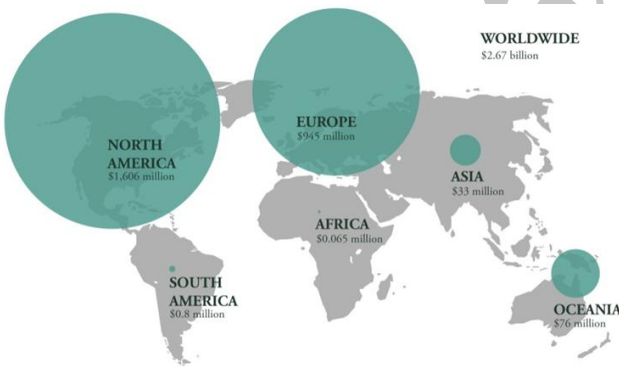 WORLDWIDE
$2.67 billion
NORTH
AMERICA
$1,606 million
EUROPE
$945 million
ASIA
$33 million
AFRICA
$0.065 million
SOUTH
AMERICA
$0.8 million
OCEANIA
$76 million